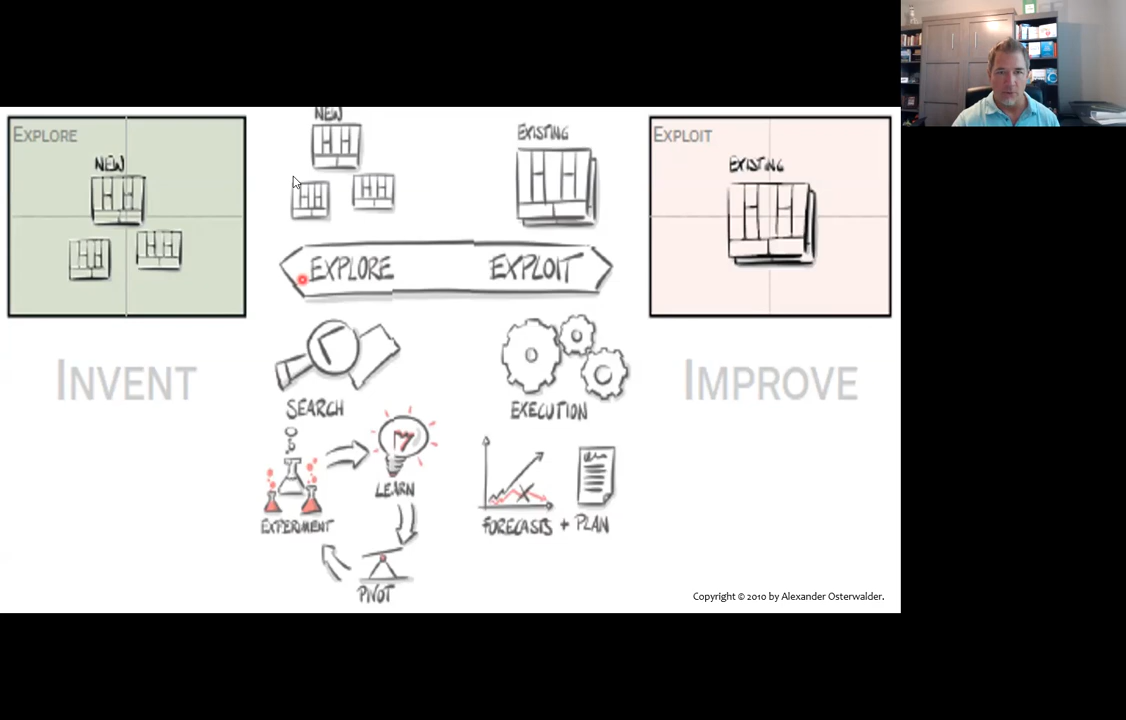 EXPLORE
NEW
INVENT
NEW
EXISTING
EXPLORE
EXPLOIT
SEARCH
EXECUTION
LEARN
EXPERIMENT
FORECASTS + PLAN
PIVOT
EXPLOIT
EXISTING
IMPROVE
Copyright © 2010 by Alexander Osterwalder.